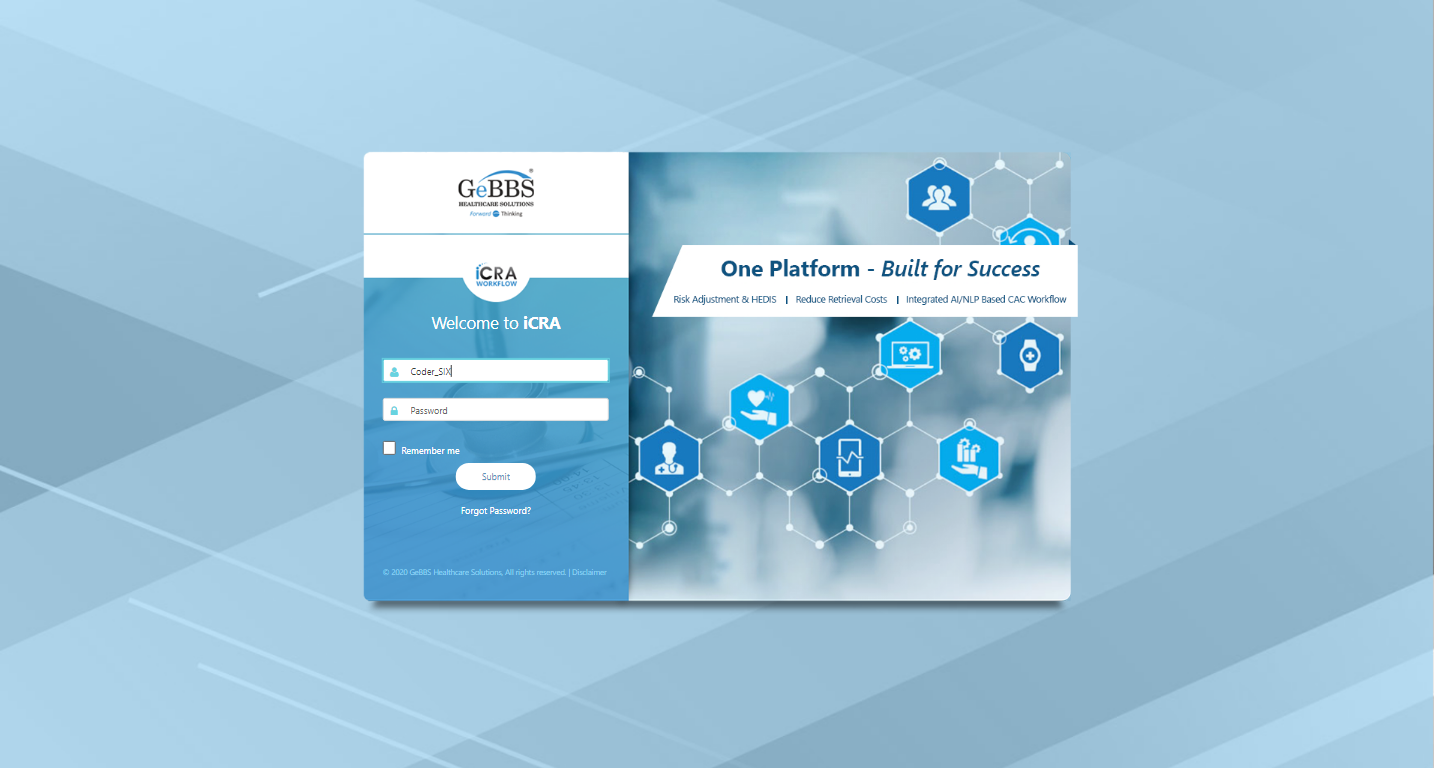 GeBBS®
HEALTHCARE SOLUTIONS
Forward Thinking
iCRA
WORKFLOW
Welcome to iCRA
Coder_SIX
Password
Remember me
Submit
Forgot Password?
© 2020 GeBBS Healthcare Solutions, All rights reserved. | Disclaimer
One Platform - Built for Success
Risk Adjustment & HEDIS | Reduce Retrieval Costs | Integrated AI/NLP Based CAC Workflow